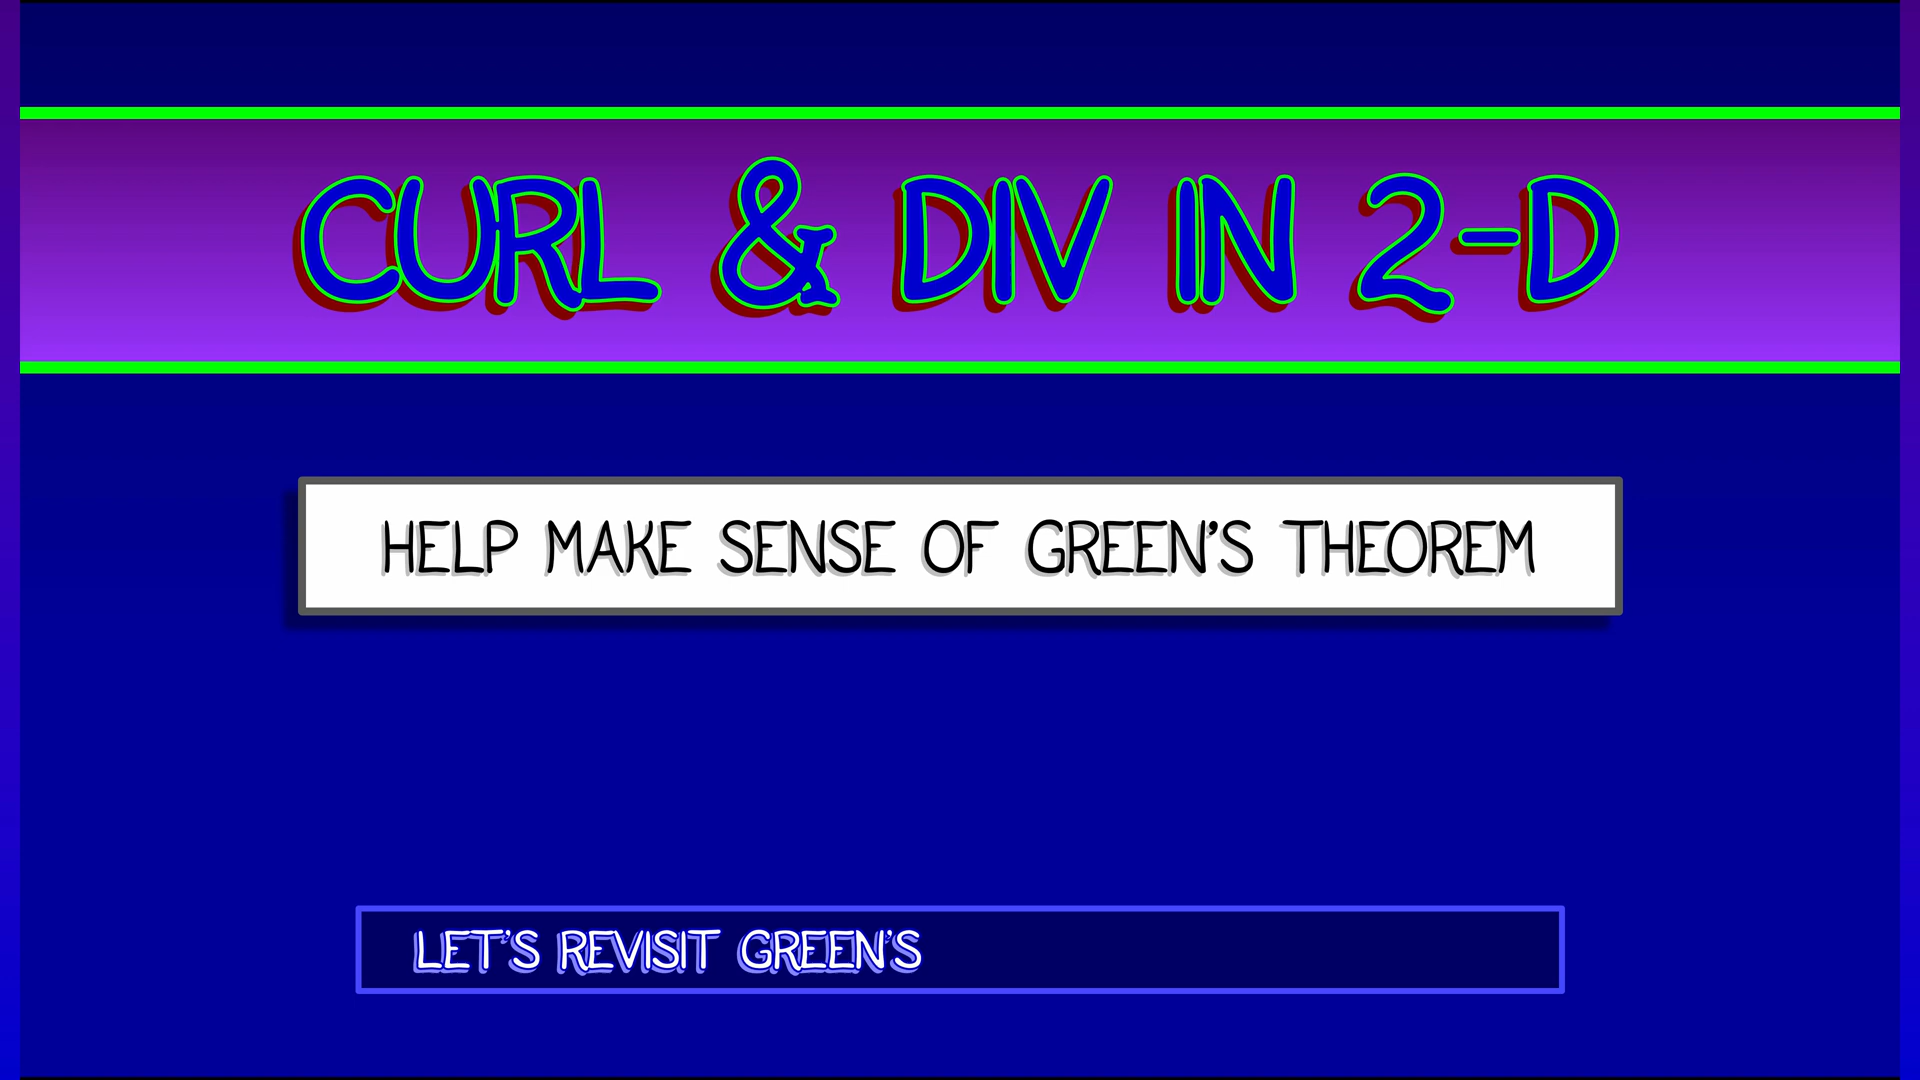 CURL & DIV IN 2-D
HELP MAKE SENSE OF GREEN'S THEOREM
LET'S REVISIT GREEN'S